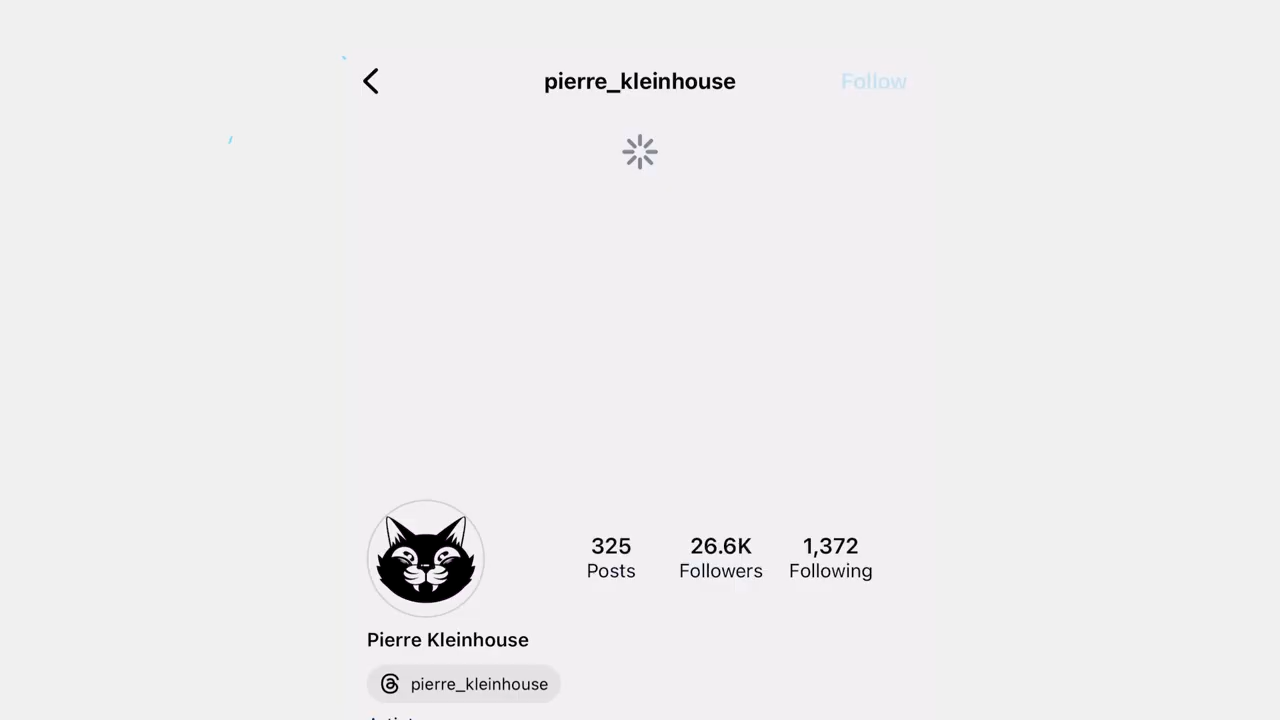 pierre_kleinhouse
Follow
325 26.6K 1,372
Posts Followers Following
Pierre Kleinhouse
pierre_kleinhouse